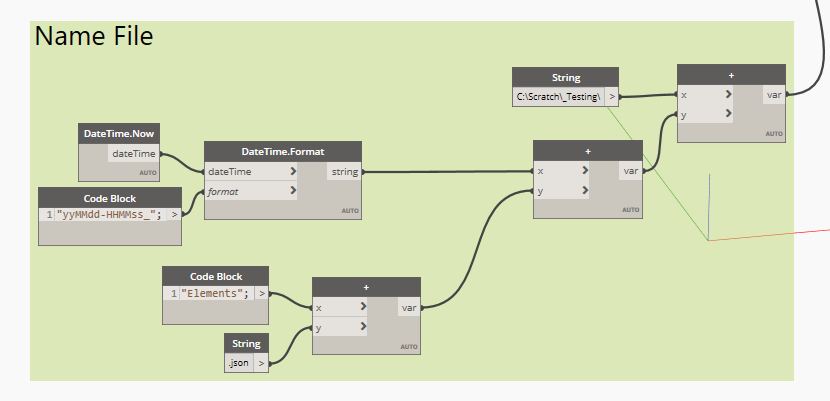 Name File
String
C:\Scratch\_Testing\ >
+
x > var
y >
AUTO
DateTime.Now
dateTime
AUTO
DateTime.Format
dateTime > string
format >
AUTO
+
x > var
y >
AUTO
Code Block
1 "yyMMdd-HHMMss_"; >
Code Block
1 "Elements"; >
+
x > var
y >
AUTO
String
.json >